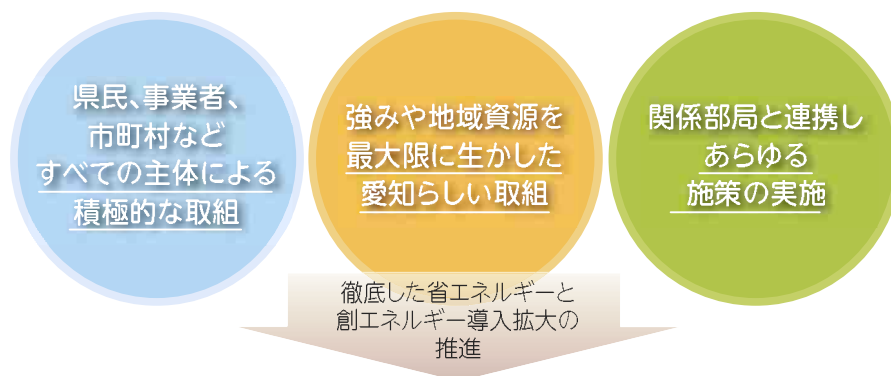 県民、事業者、
市町村など
すべての主体による
積極的な取組
強みや地域資源を
最大限に生かした
愛知らしい取組
関係部局と連携し
あらゆる
施策の実施
徹底した省エネルギーと
創エネルギー導入拡大の
推進